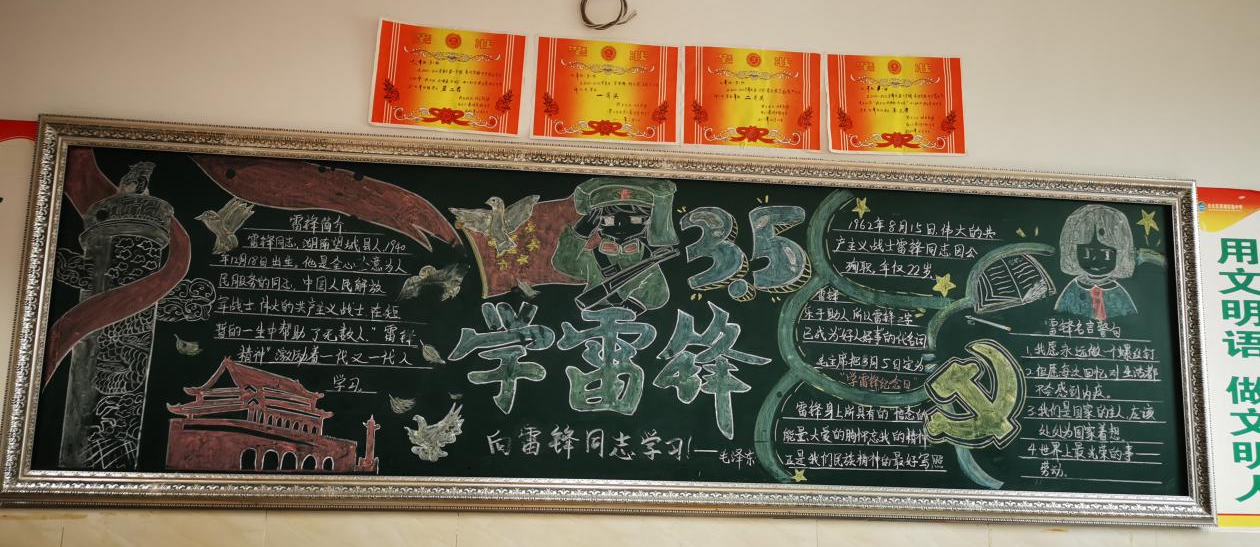 雷锋简介
雷锋同志,湖南望城县人1940
年12月18日出生。他是全心全意为人
民服务的同志,中国人民解放
军战士 伟大的共产主义战士 在短
暂的一生中帮助了无数人."雷锋
精神"激励着一代又一代人
学习
3.5
学雷锋
向雷锋同志学习!——毛泽东
1962年8月15日,伟大的共
产主义战士雷锋同志因公
殉职,年仅22岁
雷锋
乐于助人所以雷锋二字
已成为好人好事的代名词
毛主席把3月5日定为
"学雷锋纪念日"
雷锋身上所具有的"信念的
能量、大爱的胸怀忘我的精神
正是我们民族精神的最好写照
雷锋名言警句
1.我愿永远做一个螺丝钉
2.但愿每次回忆,对生活都
不会感到内疚。
3.我们是国家的主人,应该
处处为国家着想.
4.世界上最光荣的事——
劳动。
用文明语 做文明人